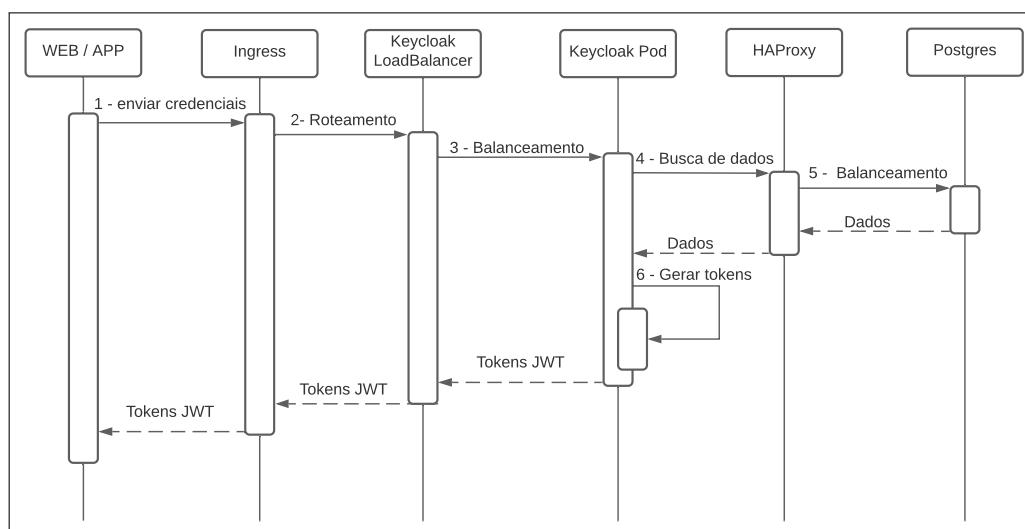 WEB / APP
Ingress
Keycloak
LoadBalancer
Keycloak Pod
HAProxy
Postgres
1 - enviar credenciais
2- Roteamento
3 - Balanceamento
4 - Busca de dados
5 -  Balanceamento
Dados
Dados
6 - Gerar tokens
Tokens JWT
Tokens JWT
Tokens JWT